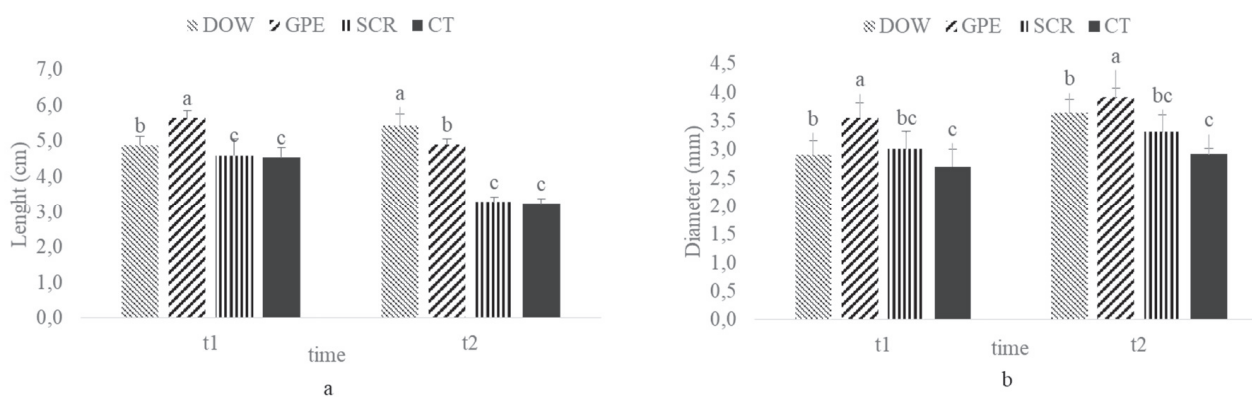 DOW GPE SCR CT
7,0
6,0
5,0
4,0
3,0
2,0
1,0
0,0
Lenght (cm)
b a c c
a b c c
t1 time t2
a
DOW GPE SCR CT
4,5
4,0
3,5
3,0
2,5
2,0
1,5
1,0
0,5
0,0
Diameter (mm)
b a bc c
b a bc c
t1 time t2
b